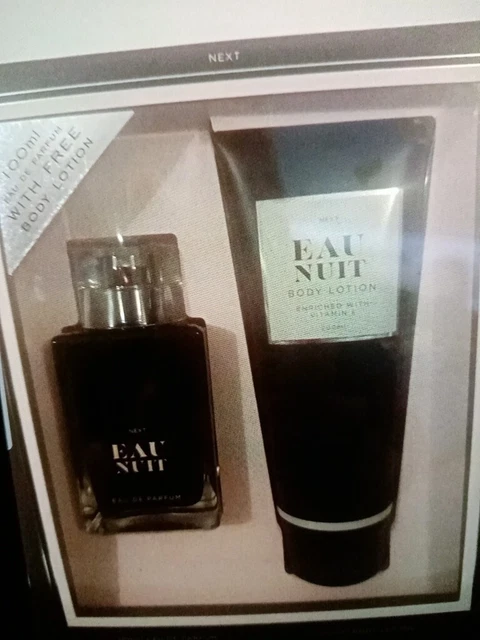 NEXT
100ml
EAU DE PARFUM
WITH FREE
BODY LOTION
NEXT
EAU
NUIT
BODY LOTION
ENRICHED WITH
VITAMIN E
200ml
NEXT
EAU
NUIT
EAU DE PARFUM